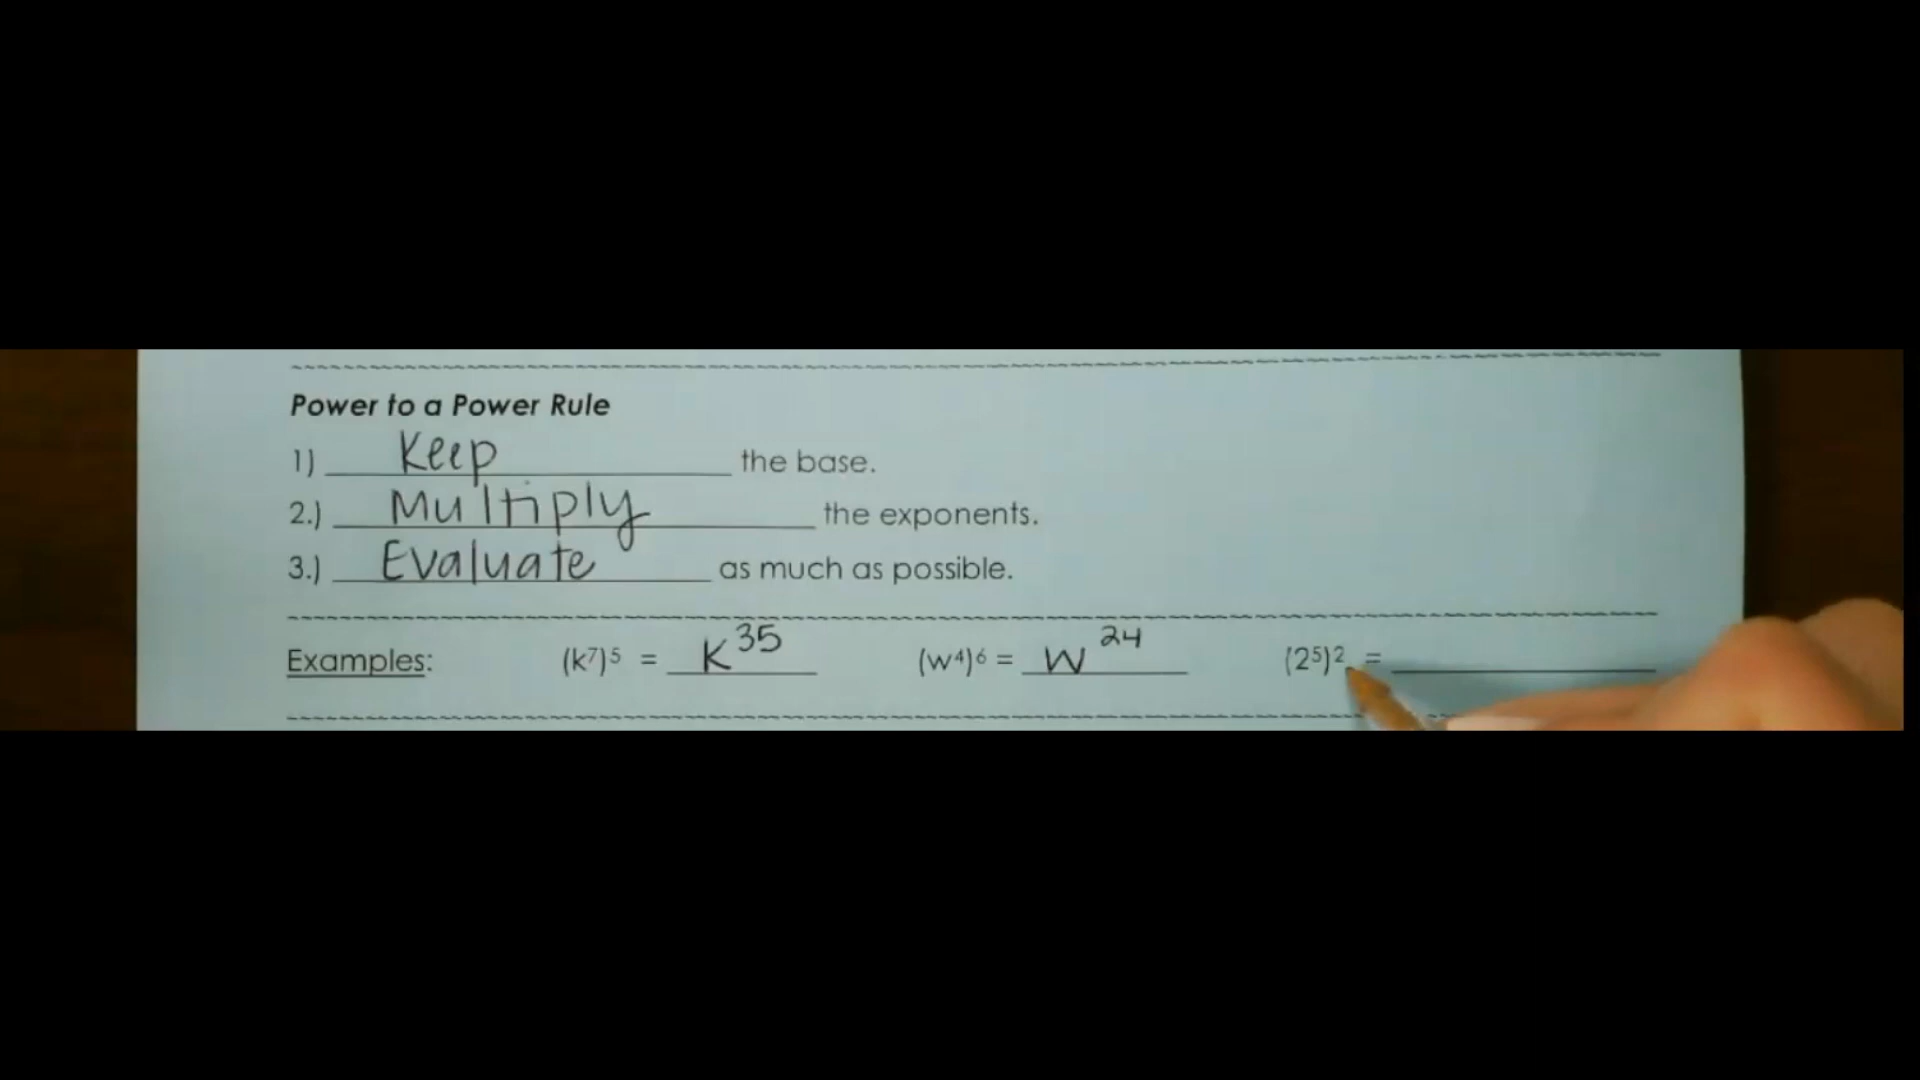 Power to a Power Rule
1) Keep the base.
2.) Multiply the exponents.
3.) Evaluate as much as possible.
Examples: (k⁷)⁵ = K³⁵ (w⁴)⁶ = W²⁴ (2⁵)² =